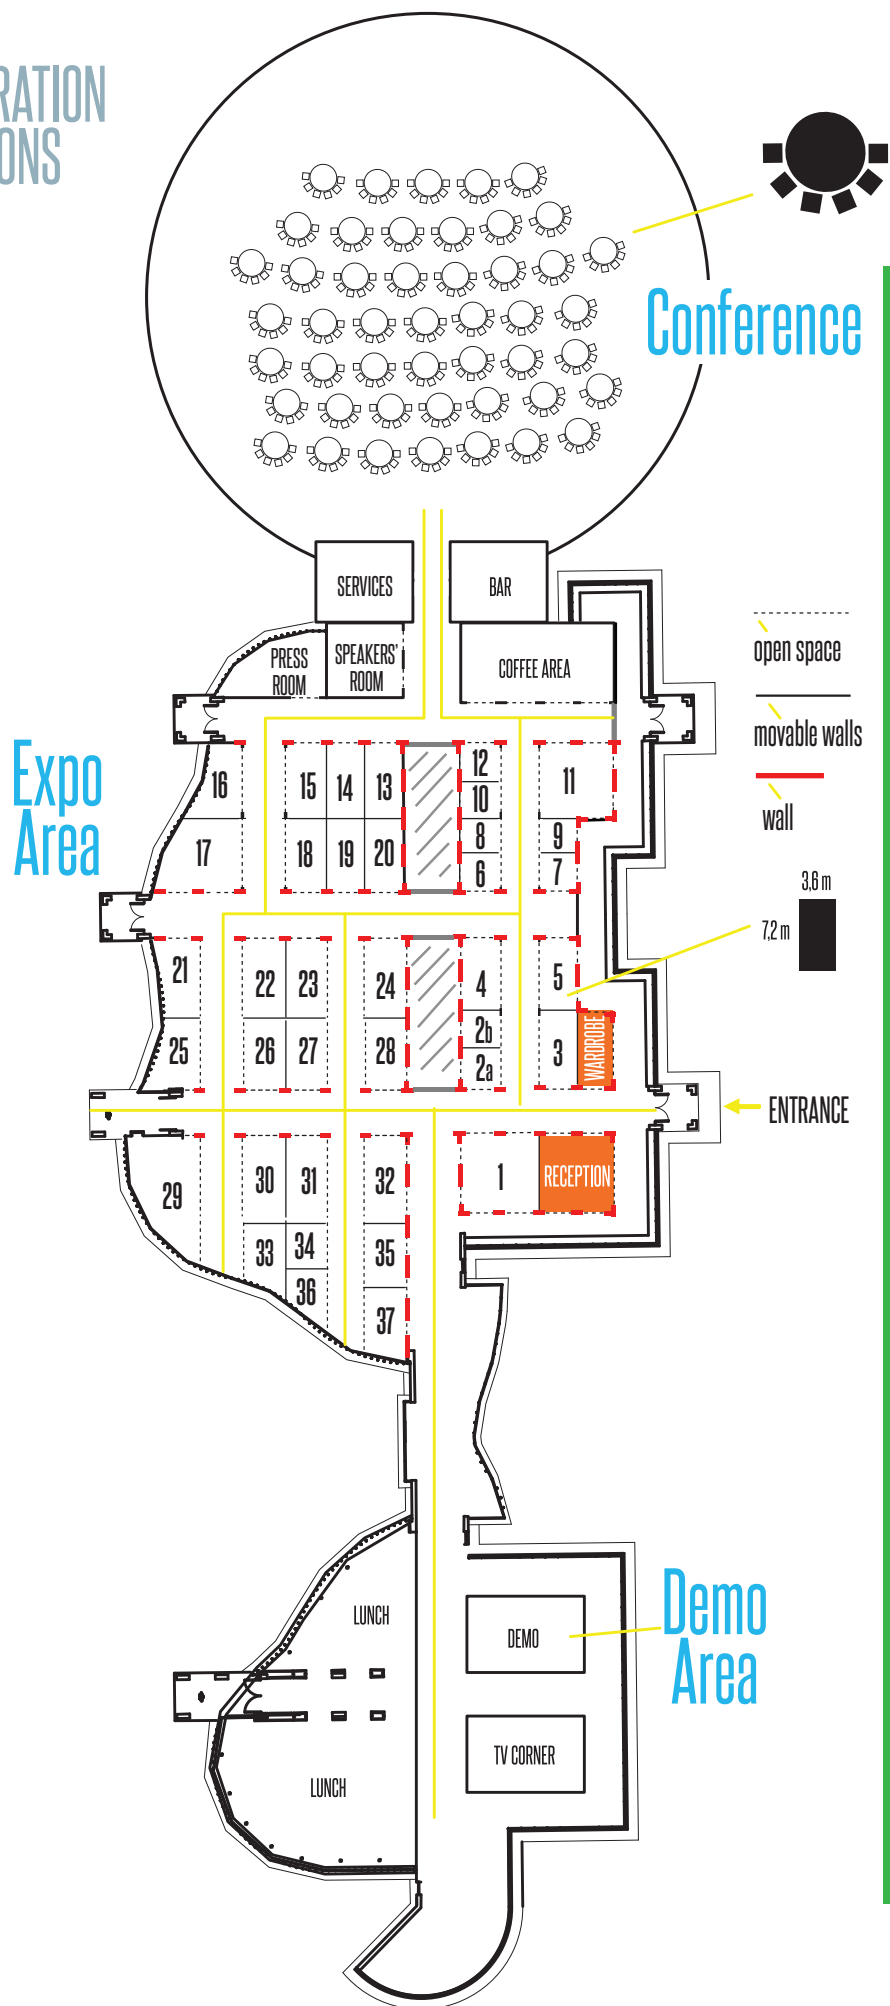 RATION
ONS
Conference
SERVICES
BAR
PRESS
ROOM
SPEAKERS'
ROOM
COFFEE AREA
open space
movable walls
wall
Expo
Area
16
15
14
13
12
10
11
17
18
19
20
8
6
9
7
3,6 m
7,2 m
21
22
23
24
4
5
25
26
27
28
2b
2a
3
WARDROBE
ENTRANCE
29
30
31
32
1
RECEPTION
33
34
35
36
37
LUNCH
DEMO
Demo
Area
TV CORNER
LUNCH